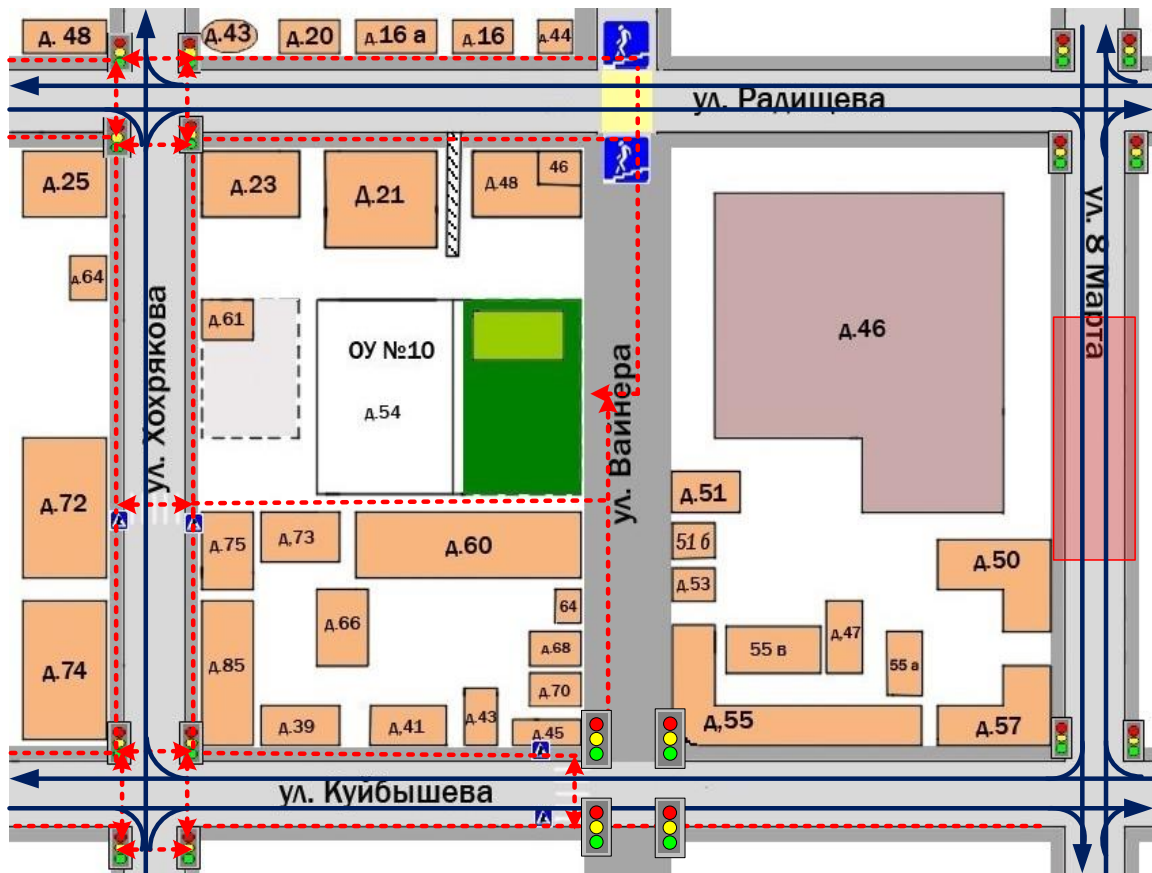 д. 48
д.43
д.20
д.16 а
д.16
д.44
ул. Радищева
д.25
д.23
Д.21
д.48
46
д.64
д.61
ОУ №10
д.54
ул. Хохрякова
ул. Вайнера
д.46
ул. 8 Марта
д.72
д.75
д,73
д.60
д.51
51 б
д.53
д.50
д.74
д.85
д.66
64
д.68
д.70
55 в
д,47
55 а
д.39
д,41
д.43
д.45
д,55
д.57
ул. Куйбышева